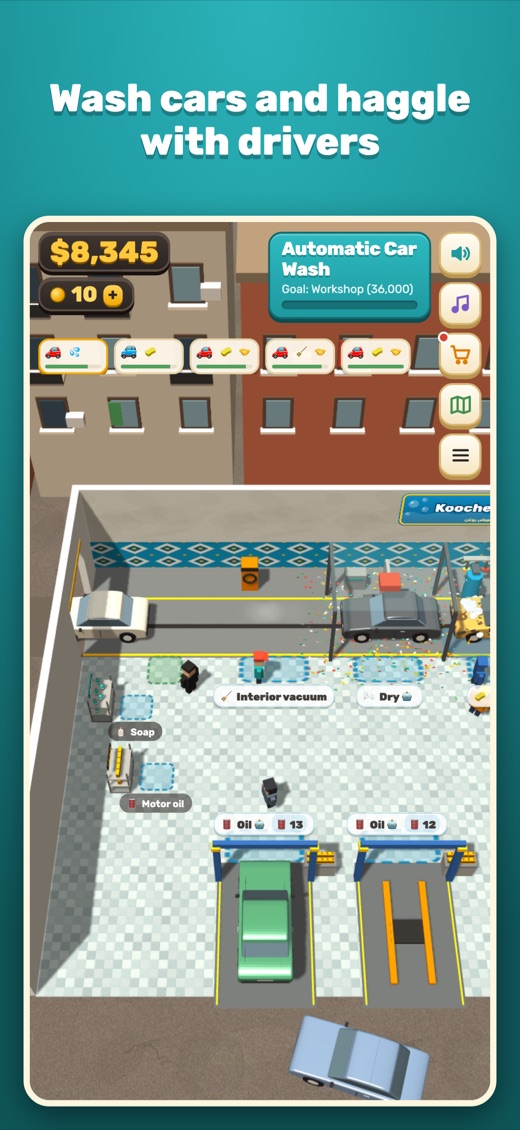 Wash cars and haggle
with drivers
$8,345
10
Automatic Car
Wash
Goal: Workshop (36,000)
Kooche
Interior vacuum
Dry
Soap
Motor oil
Oil 13
Oil 12